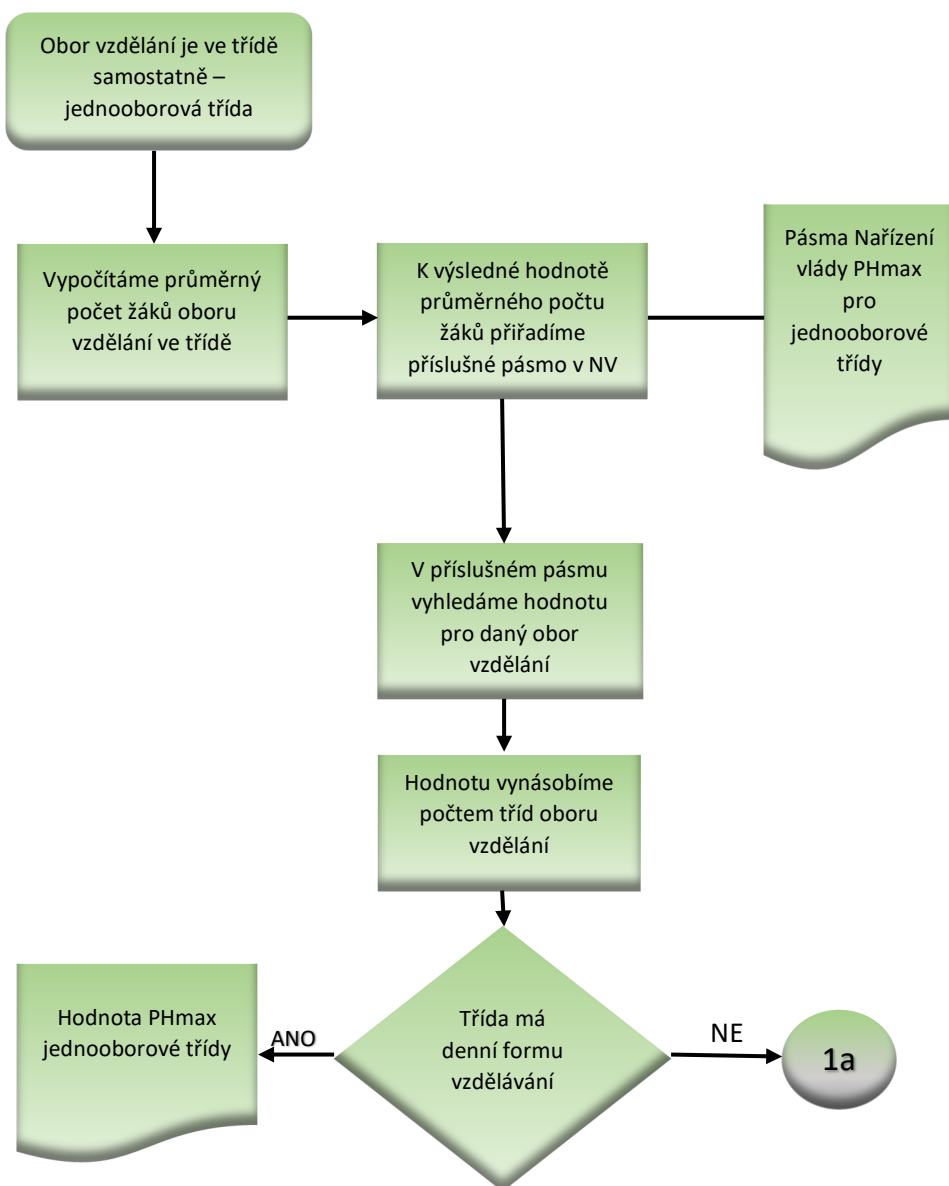 Obor vzdělání je ve třídě
samostatně –
jednooborová třída
Vypočítáme průměrný
počet žáků oboru
vzdělání ve třídě
K výsledné hodnotě
průměrného počtu
žáků přiřadíme
příslušné pásmo v NV
Pásma Nařízení
vlády PHmax
pro
jednooborové
třídy
V příslušném pásmu
vyhledáme hodnotu
pro daný obor
vzdělání
Hodnotu vynásobíme
počtem tříd oboru
vzdělání
Třída má
denní formu
vzdělávání
ANO
Hodnota PHmax
jednooborové třídy
NE
1a